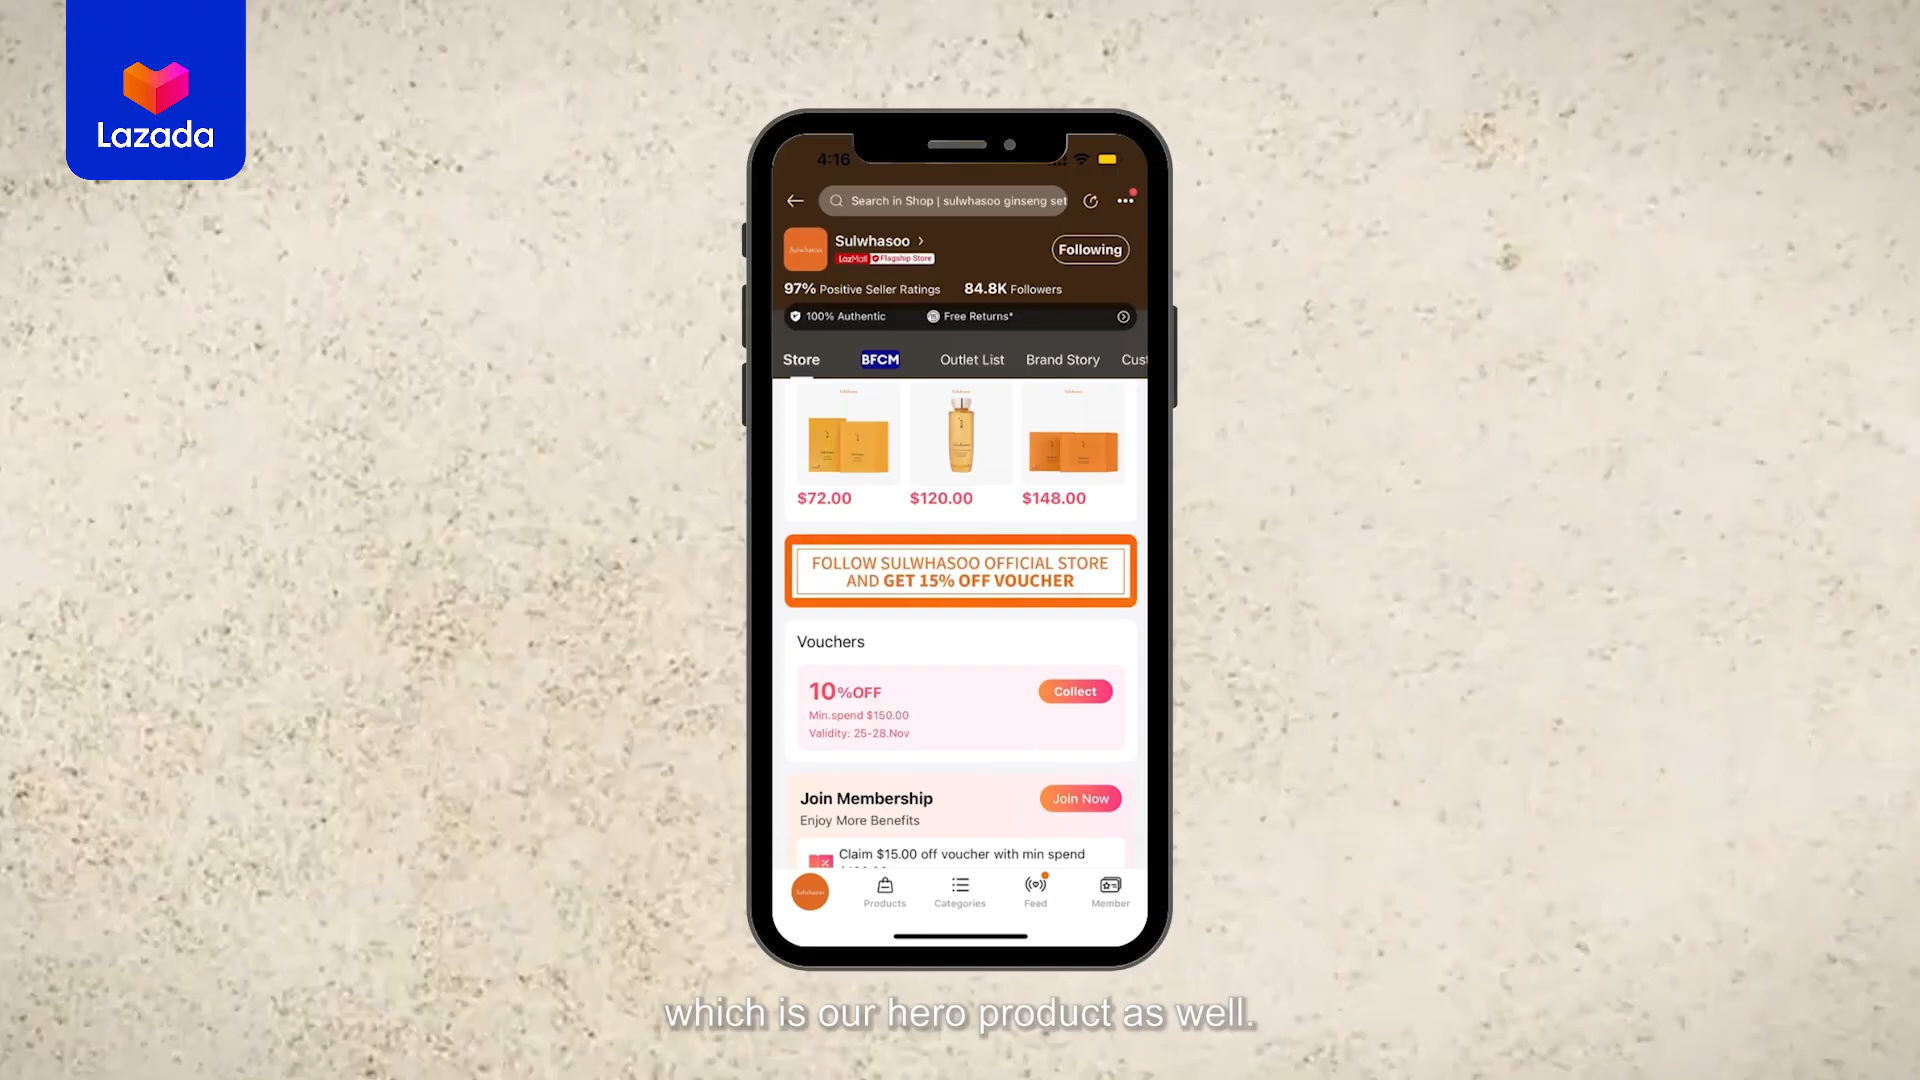 Lazada
4:16
Search in Shop | sulwhasoo ginseng set
Sulwhasoo
Sulwhasoo >
LazMall Flagship Store
Following
97% Positive Seller Ratings 84.8K Followers
100% Authentic Free Returns*
Store BFCM Outlet List Brand Story Cust
$72.00 $120.00 $148.00
FOLLOW SULWHASOO OFFICIAL STORE
AND GET 15% OFF VOUCHER
Vouchers
10%OFF
Collect
Min.spend $150.00
Validity: 25-28.Nov
Join Membership
Join Now
Enjoy More Benefits
Claim $15.00 off voucher with min spend
Products Categories Feed Member
which is our hero product as well.